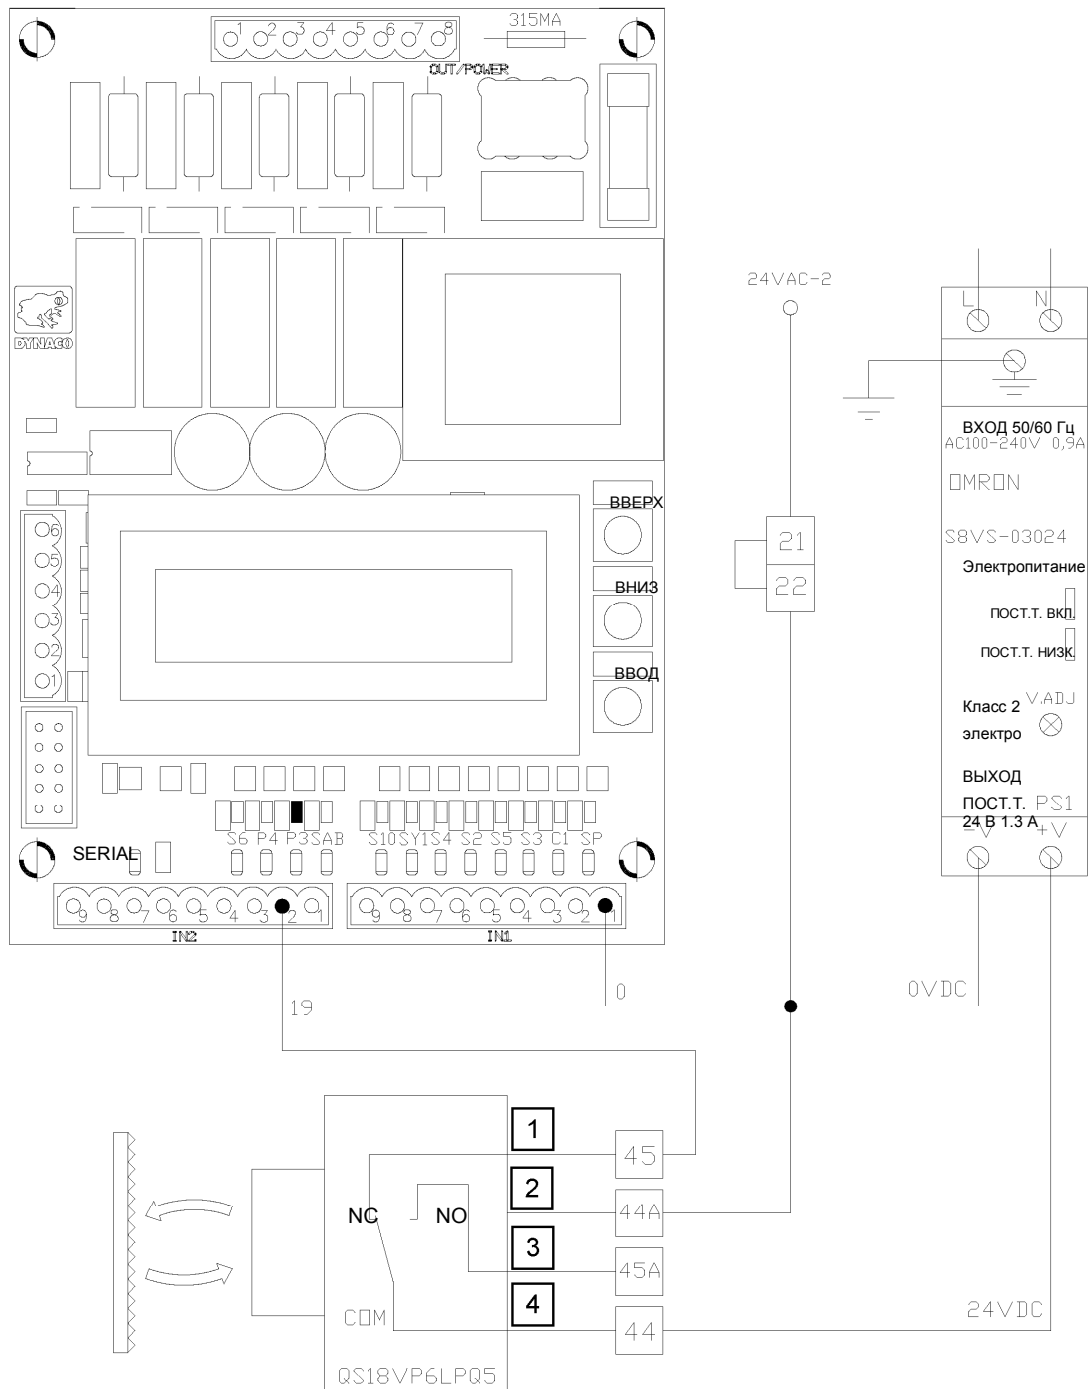 315MA
1 2 3 4 5 6 7 8
OUT/POWER
DYNACO
24VAC-2
L N
ВХОД 50/60 Гц
AC100-240V 0,9A
OMRON
S8VS-03024
Электропитание
ПОСТ.Т. ВКЛ.
ПОСТ.Т. НИЗК.
Класс 2 V.ADJ
электро
ВЫХОД
ПОСТ.Т. PS1
24 В 1.3 А
-V +V
ВВЕРХ
ВНИЗ
ВВОД
21
22
6
5
4
3
2
1
S6 P4 P3 SAB S10 SY1 S4 S2 S5 S3 C1 SP
SERIAL
9 8 7 6 5 4 3 2 1
IN2
9 8 7 6 5 4 3 2 1
IN1
19
0
0VDC
24VDC
1 45
2 44A
3 45A
4 44
NC NO
COM
QS18VP6LPQ5